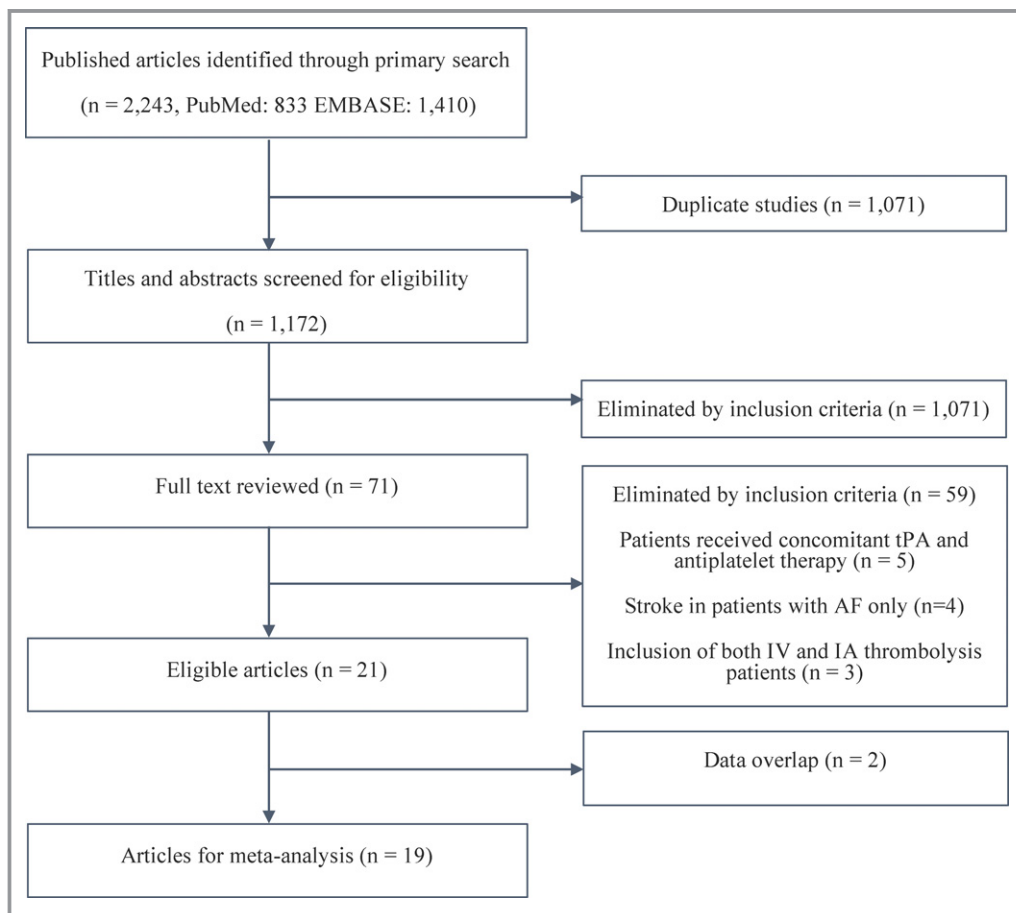 Published articles identified through primary search
(n = 2,243, PubMed: 833 EMBASE: 1,410)
Duplicate studies (n = 1,071)
Titles and abstracts screened for eligibility
(n = 1,172)
Eliminated by inclusion criteria (n = 1,071)
Full text reviewed (n = 71)
Eliminated by inclusion criteria (n = 59)
Patients received concomitant tPA and
antiplatelet therapy (n = 5)
Stroke in patients with AF only (n=4)
Inclusion of both IV and IA thrombolysis
patients (n = 3)
Eligible articles (n = 21)
Data overlap (n = 2)
Articles for meta-analysis (n = 19)